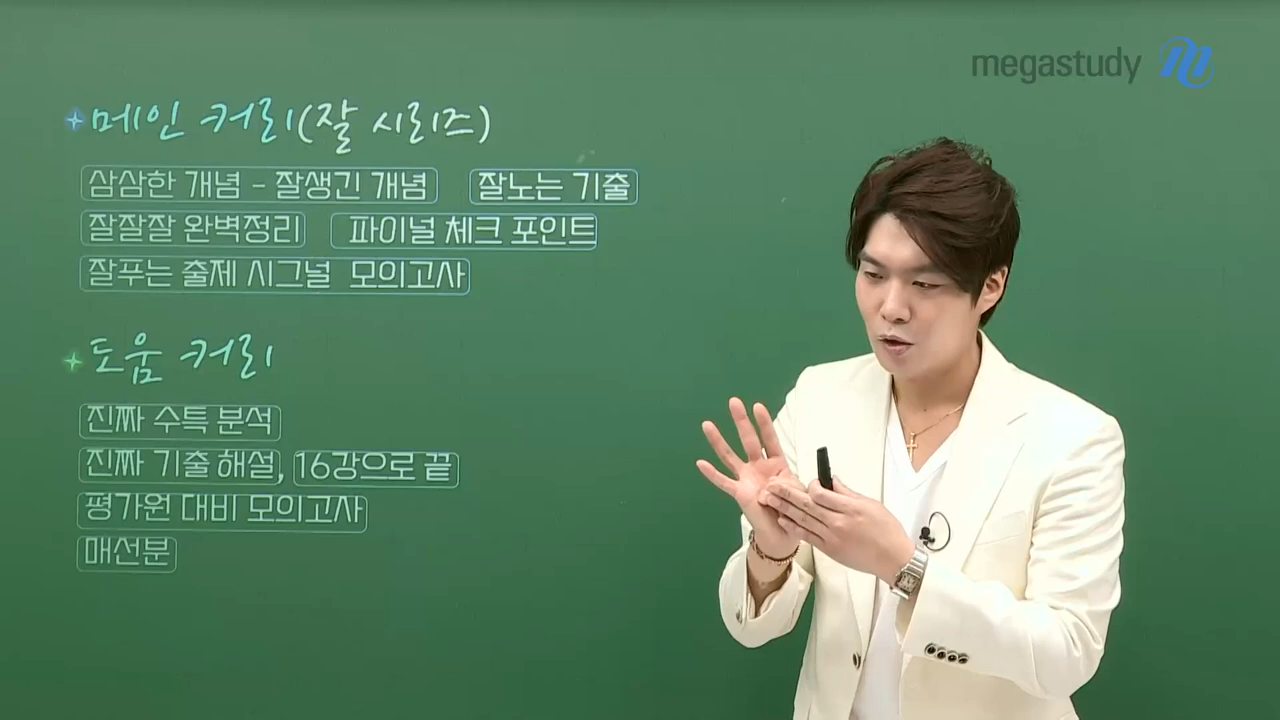 megastudy
메인 커리(잘 시리즈)
삼삼한 개념 - 잘생긴 개념 잘노는 기출
잘잘잘 완벽정리 파이널 체크 포인트
잘푸는 출제 시그널 모의고사
도움 커리
진짜 수특 분석
진짜 기출 해설, 16강으로 끝
평가원 대비 모의고사
매선분